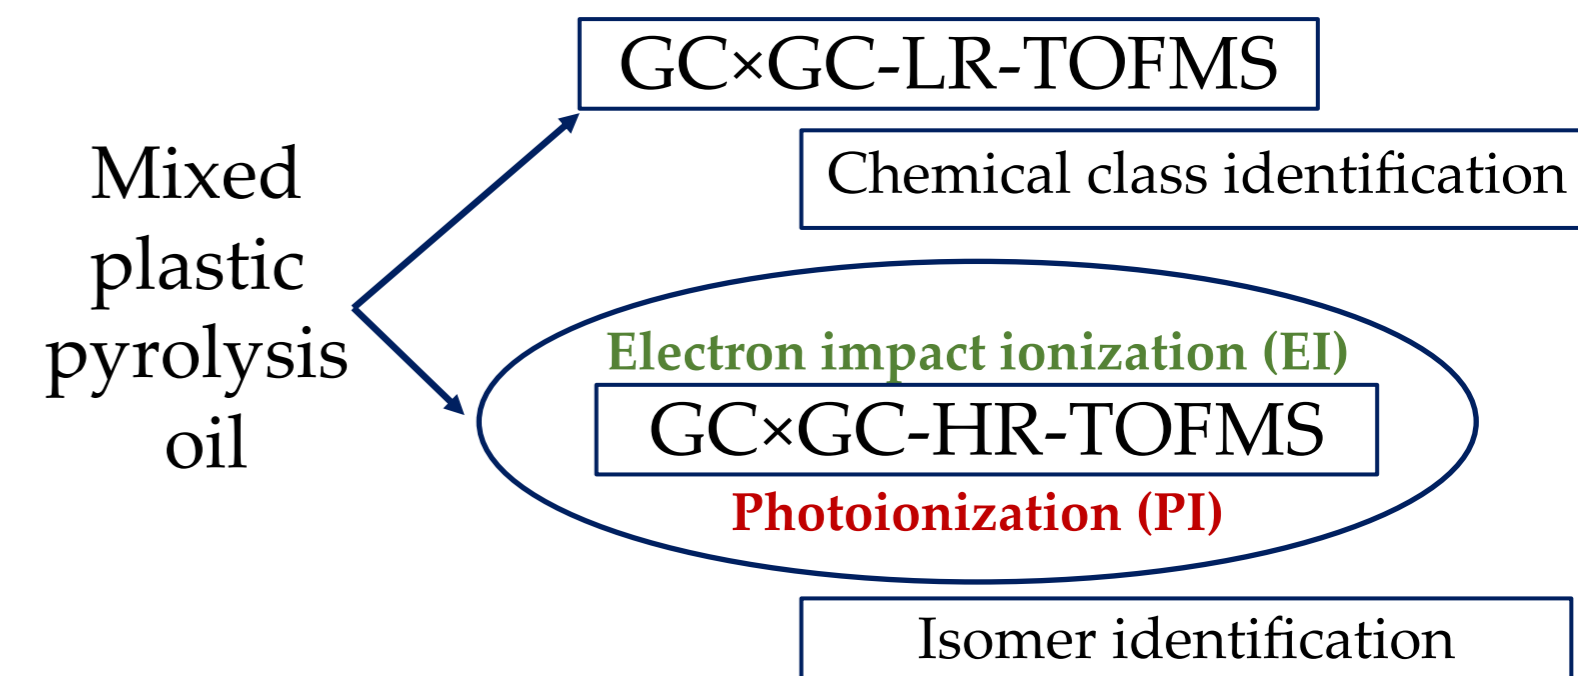 GC×GC-LR-TOFMS
Chemical class identification
Mixed
plastic
pyrolysis
oil
Electron impact ionization (EI)
GC×GC-HR-TOFMS
Photoionization (PI)
Isomer identification